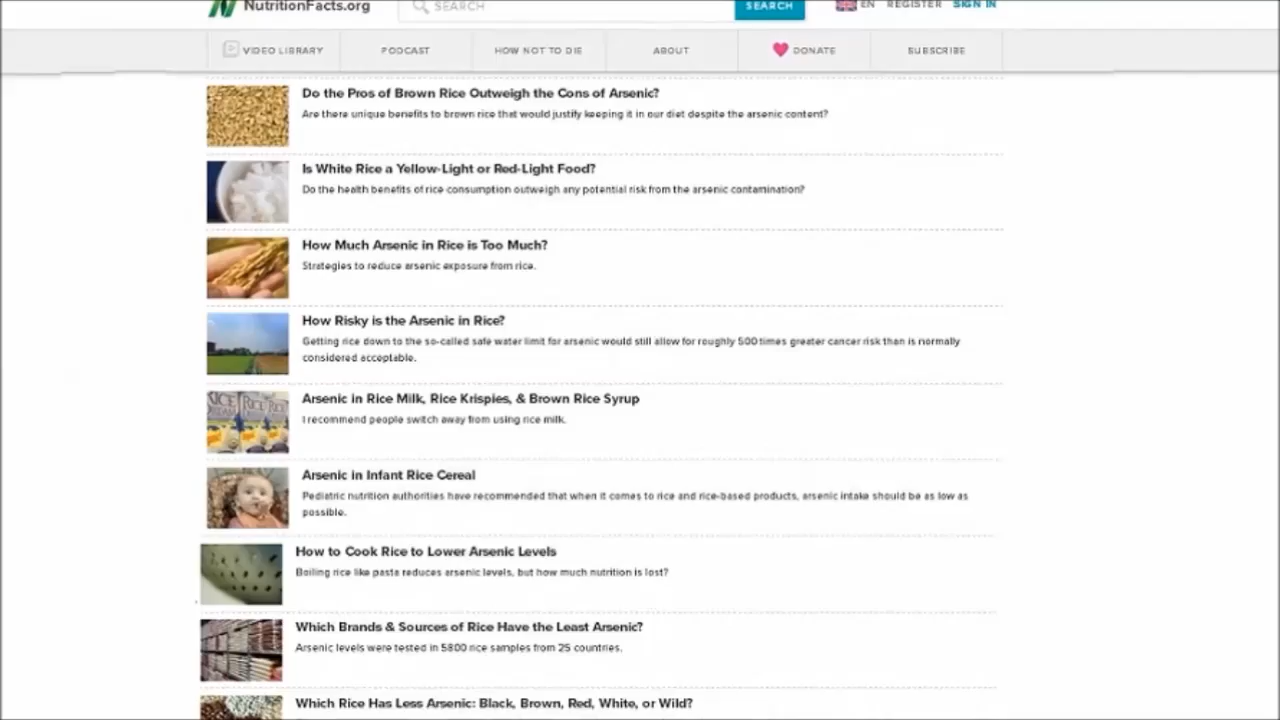 NutritionFacts.org
SEARCH
SEARCH
EN
REGISTER
SIGN IN
VIDEO LIBRARY
PODCAST
HOW NOT TO DIE
ABOUT
DONATE
SUBSCRIBE
Do the Pros of Brown Rice Outweigh the Cons of Arsenic?
Are there unique benefits to brown rice that would justify keeping it in our diet despite the arsenic content?
Is White Rice a Yellow-Light or Red-Light Food?
Do the health benefits of rice consumption outweigh any potential risk from the arsenic contamination?
How Much Arsenic in Rice is Too Much?
Strategies to reduce arsenic exposure from rice.
How Risky is the Arsenic in Rice?
Getting rice down to the so-called safe water limit for arsenic would still allow for roughly 500 times greater cancer risk than is normally
considered acceptable.
Arsenic in Rice Milk, Rice Krispies, & Brown Rice Syrup
I recommend people switch away from using rice milk.
Arsenic in Infant Rice Cereal
Pediatric nutrition authorities have recommended that when it comes to rice and rice-based products, arsenic intake should be as low as
possible.
How to Cook Rice to Lower Arsenic Levels
Boiling rice like pasta reduces arsenic levels, but how much nutrition is lost?
Which Brands & Sources of Rice Have the Least Arsenic?
Arsenic levels were tested in 5800 rice samples from 25 countries.
Which Rice Has Less Arsenic: Black, Brown, Red, White, or Wild?